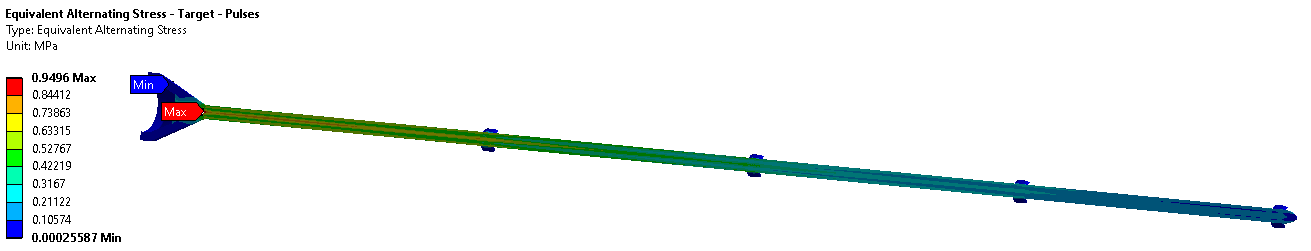 Equivalent Alternating Stress - Target - Pulses
Type: Equivalent Alternating Stress
Unit: MPa
0.9496 Max
0.84412
0.73863
0.63315
0.52767
0.42219
0.3167
0.21122
0.10574
0.00025587 Min
Min
Max